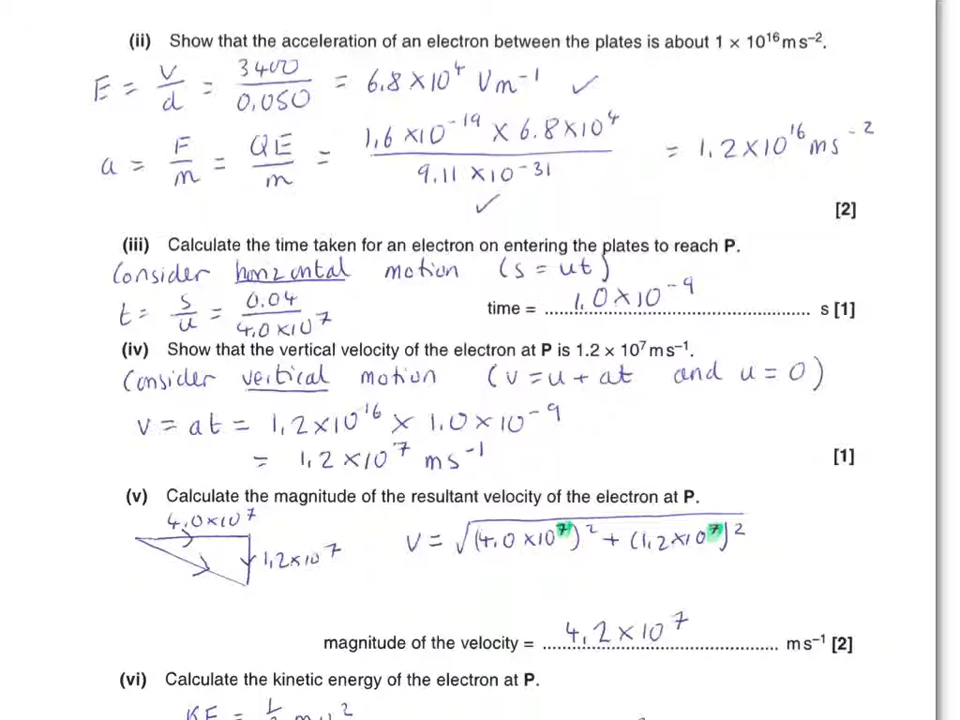 (ii) Show that the acceleration of an electron between the plates is about 1 × 10¹⁶ m s⁻².
E = V/d = 3400/0.050 = 6.8 × 10⁴ Vm⁻¹ ✓
a = F/m = QE/m = 1.6 × 10⁻¹⁹ × 6.8 × 10⁴ / 9.11 × 10⁻³¹ = 1.2 × 10¹⁶ ms⁻²
✓
[2]
(iii) Calculate the time taken for an electron on entering the plates to reach P.
Consider horizontal motion (s = ut)
t = s/u = 0.04/4.0 × 10⁷
time = 1.0 × 10⁻⁹ s [1]
(iv) Show that the vertical velocity of the electron at P is 1.2 × 10⁷ m s⁻¹.
Consider vertical motion (v = u + at and u = 0)
v = at = 1.2 × 10¹⁶ × 1.0 × 10⁻⁹
= 1.2 × 10⁷ ms⁻¹ [1]
(v) Calculate the magnitude of the resultant velocity of the electron at P.
4.0 × 10⁷
1.2 × 10⁷
V = √(4.0 × 10⁷)² + (1.2 × 10⁷)²
magnitude of the velocity = 4.2 × 10⁷ m s⁻¹ [2]
(vi) Calculate the kinetic energy of the electron at P.